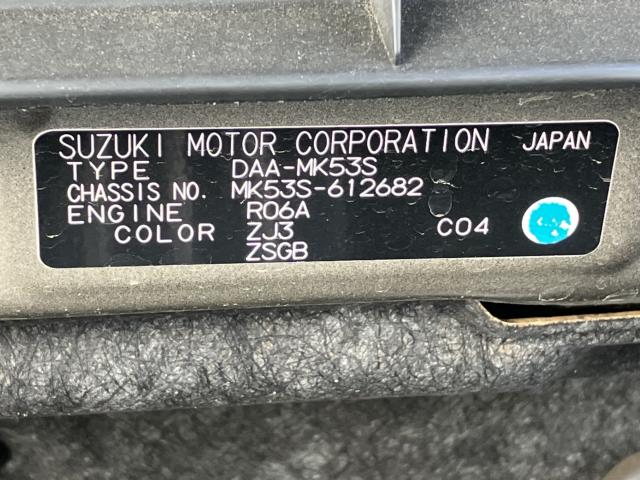 SUZUKI MOTOR CORPORATION JAPAN
TYPE DAA-MK53S
CHASSIS NO. MK53S-612682
ENGINE R06A
COLOR ZJ3 C04
ZSGB